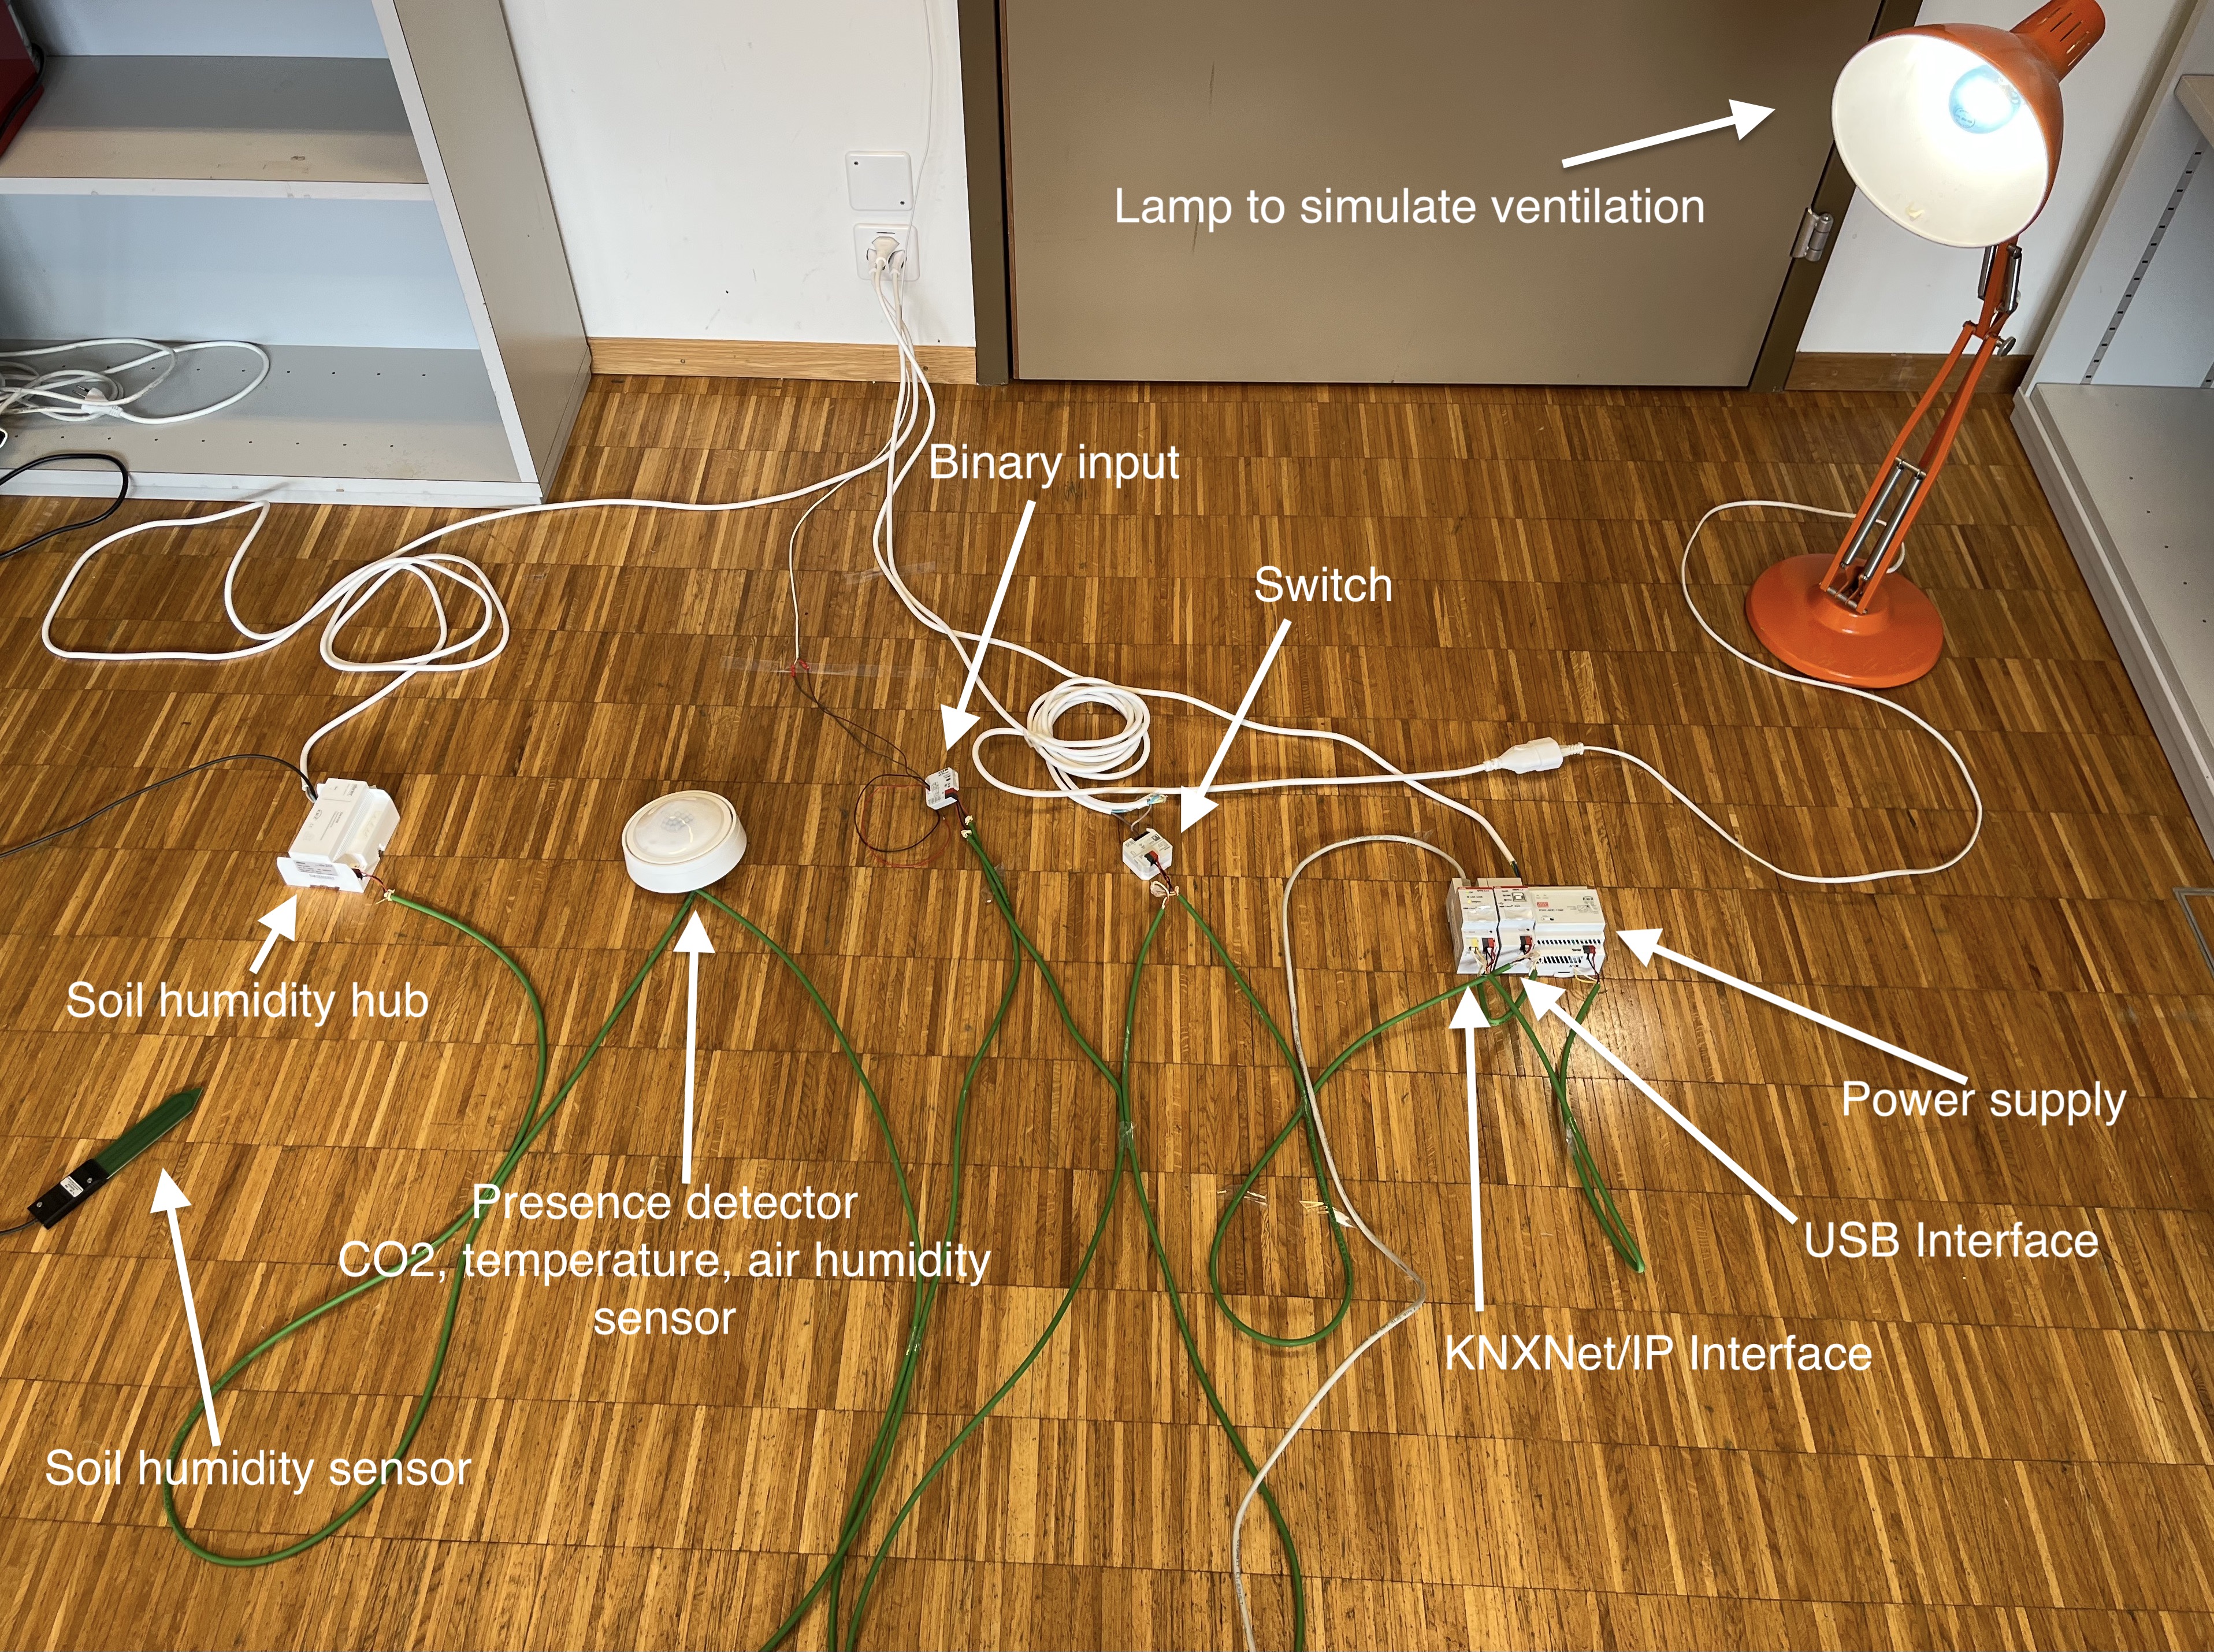 Lamp to simulate ventilation
Binary input
Switch
Soil humidity hub
Power supply
Presence detector
CO2, temperature, air humidity
sensor
USB Interface
KNXNet/IP Interface
Soil humidity sensor